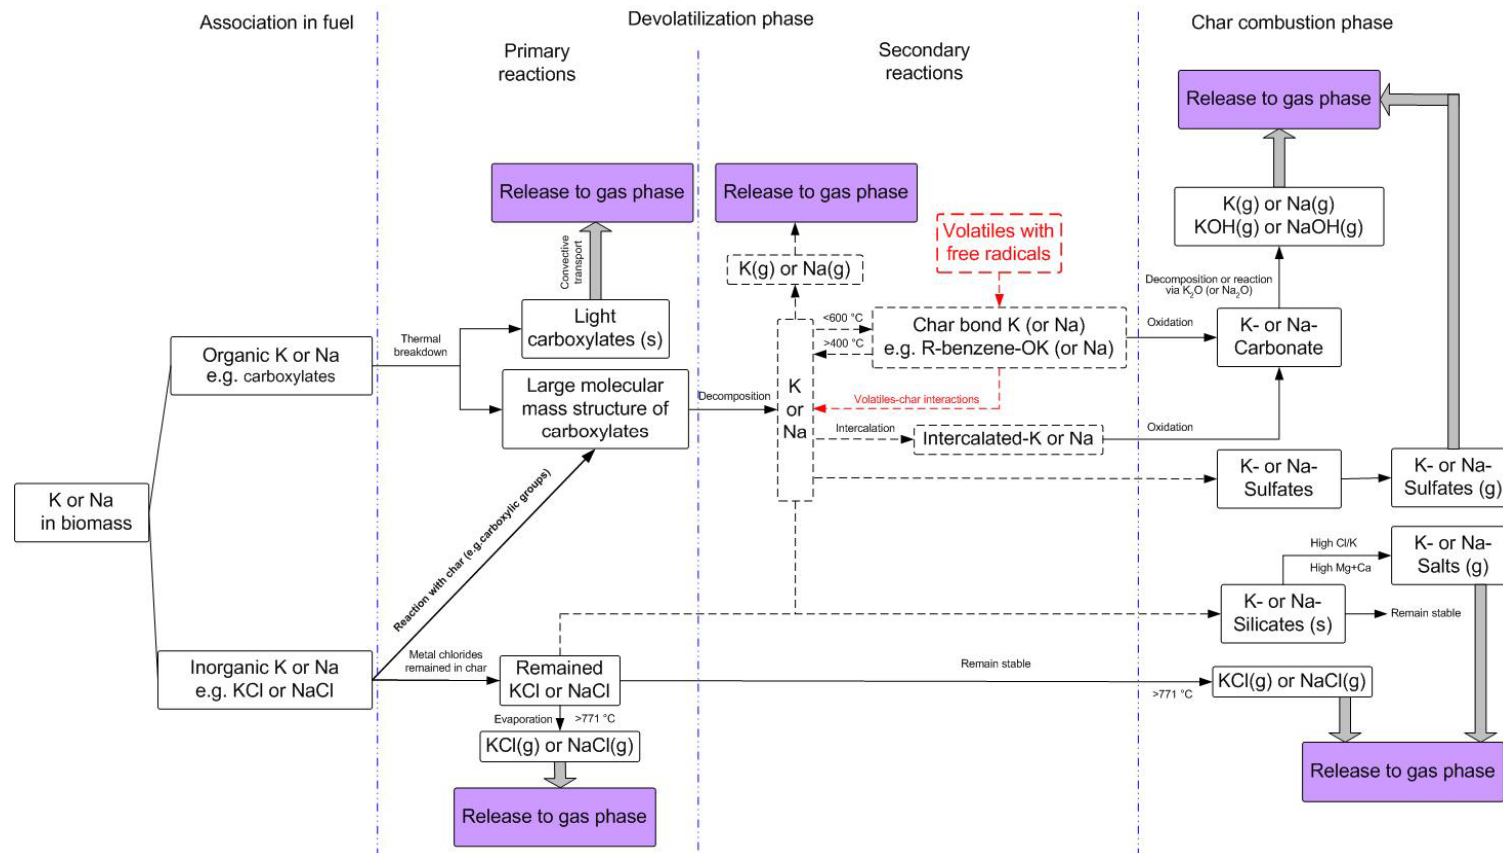 Association in fuel
Devolatilization phase
Char combustion phase
Primary
reactions
Secondary
reactions
Release to gas phase
Release to gas phase
Release to gas phase
Convective
transport
K(g) or Na(g)
Volatiles with
free radicals
K(g) or Na(g)
KOH(g) or NaOH(g)
Decomposition or reaction
via K₂O (or Na₂O)
Light
carboxylates (s)
Thermal
breakdown
<600 °C
>400 °C
Char bond K (or Na)
e.g. R-benzene-OK (or Na)
Oxidation
K- or Na-
Carbonate
Organic K or Na
e.g. carboxylates
Large molecular
mass structure of
carboxylates
Decomposition
K
or
Na
Volatiles-char interactions
Intercalation
Intercalated-K or Na
Oxidation
K or Na
in biomass
Reaction with char (e.g.carboxylic groups)
K- or Na-
Sulfates
K- or Na-
Sulfates (g)
High Cl/K
High Mg+Ca
K- or Na-
Salts (g)
K- or Na-
Silicates (s)
Remain stable
Inorganic K or Na
e.g. KCl or NaCl
Metal chlorides
remained in char
Remained
KCl or NaCl
Remain stable
>771 °C
KCl(g) or NaCl(g)
Evaporation
>771 °C
KCl(g) or NaCl(g)
Release to gas phase
Release to gas phase